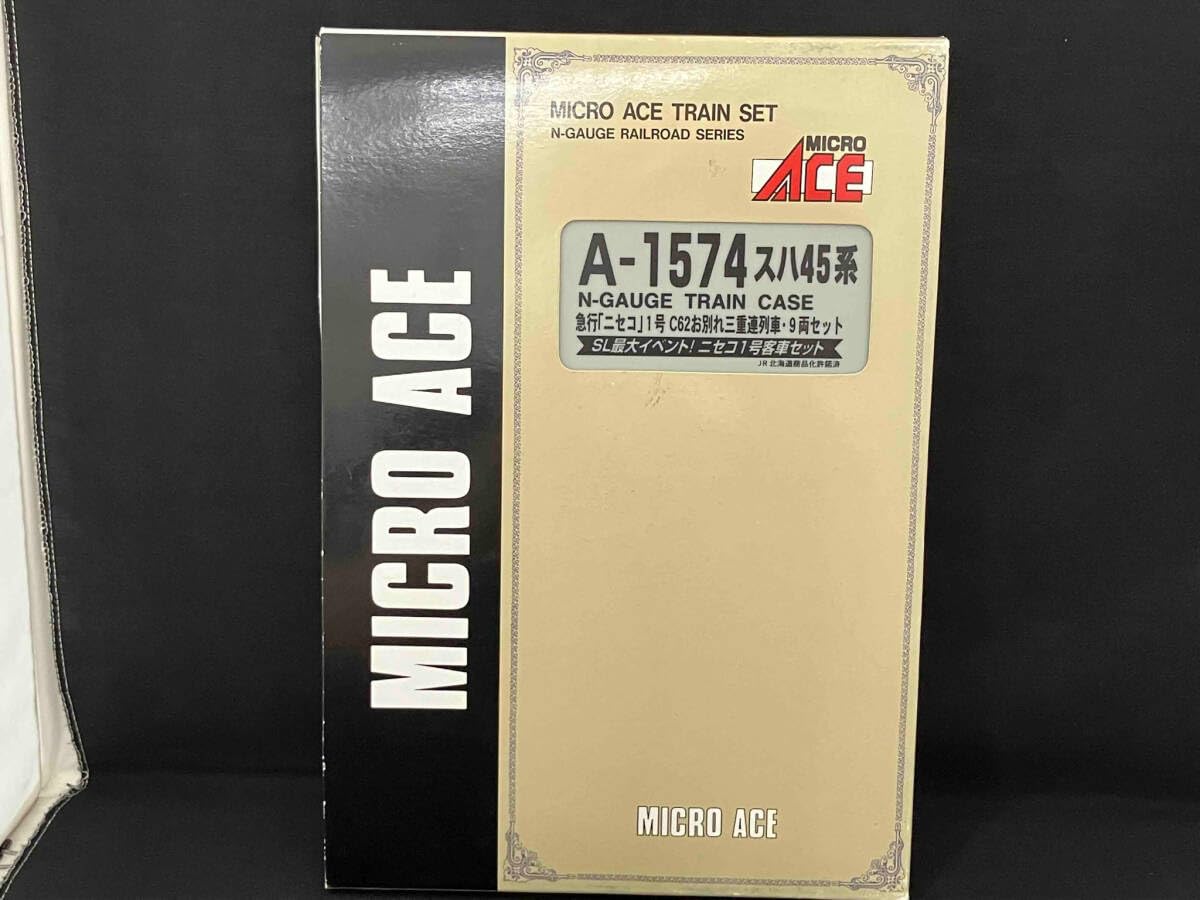 MICRO ACE
MICRO ACE TRAIN SET
N-GAUGE RAILROAD SERIES
MICRO
ACE
A-1574 スハ45系
N-GAUGE TRAIN CASE
急行「ニセコ」1号 C62お別れ三重連列車・9両セット
SL最大イベント!ニセコ1号客車セット
JR北海道商品化許諾済
MICRO ACE